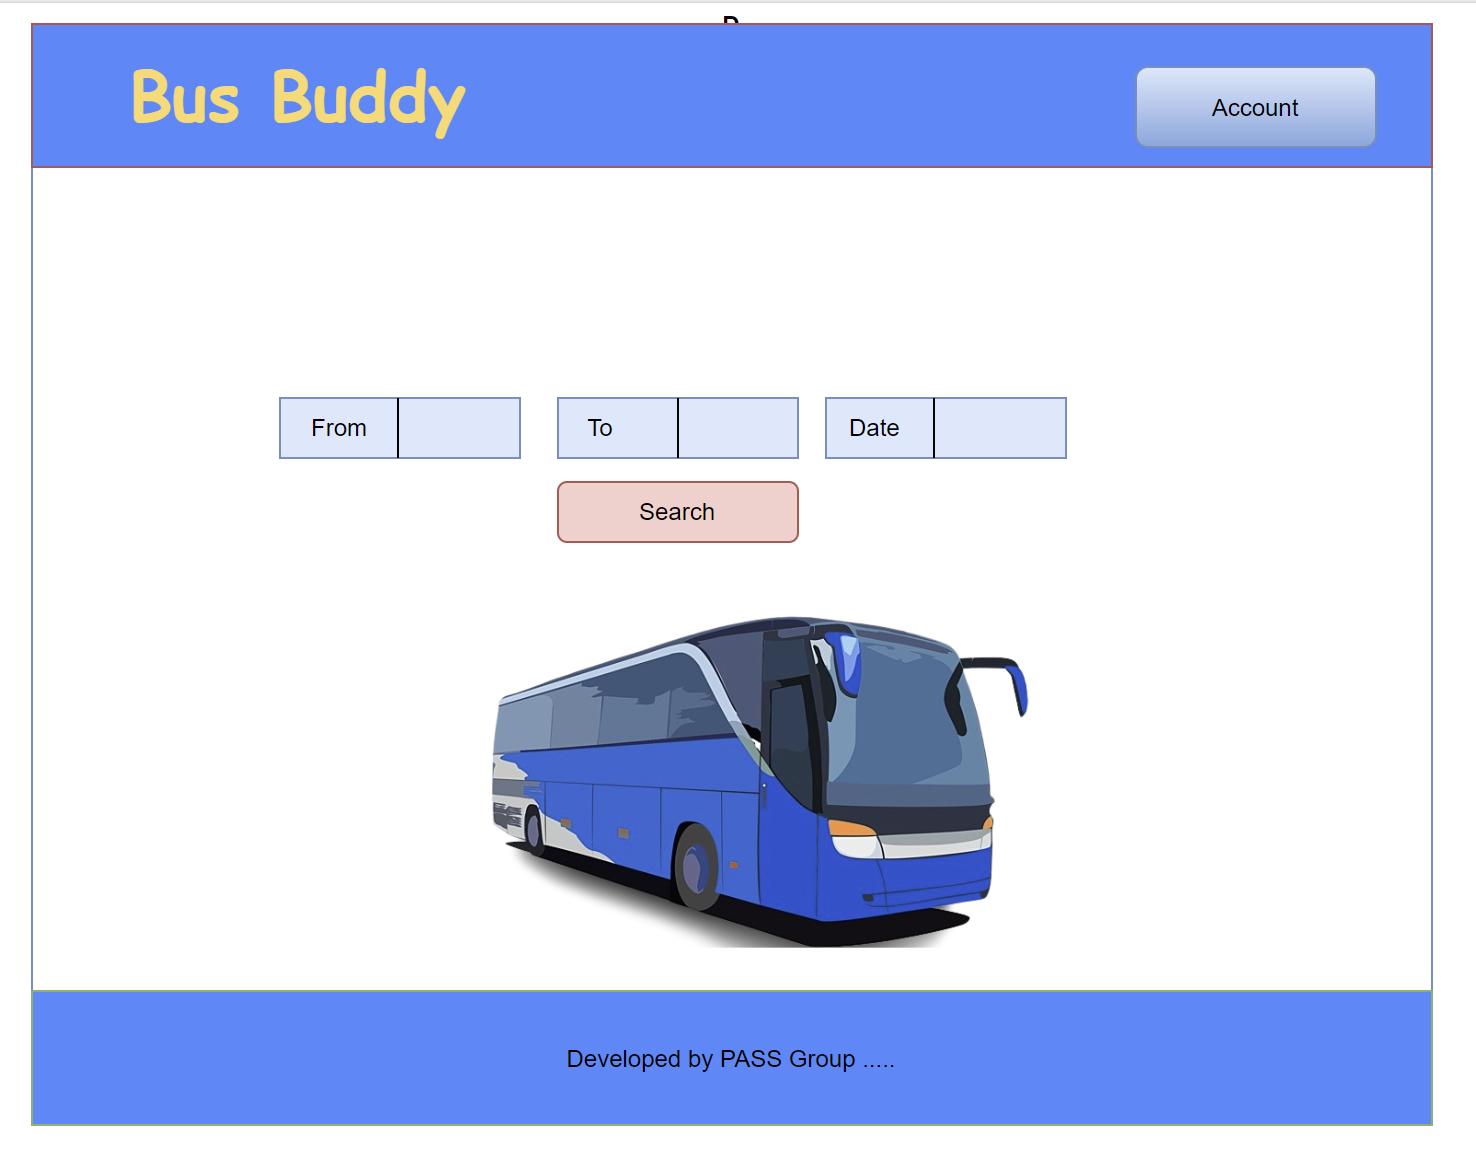 Bus Buddy
Account
From
To
Date
Search
Developed by PASS Group .....